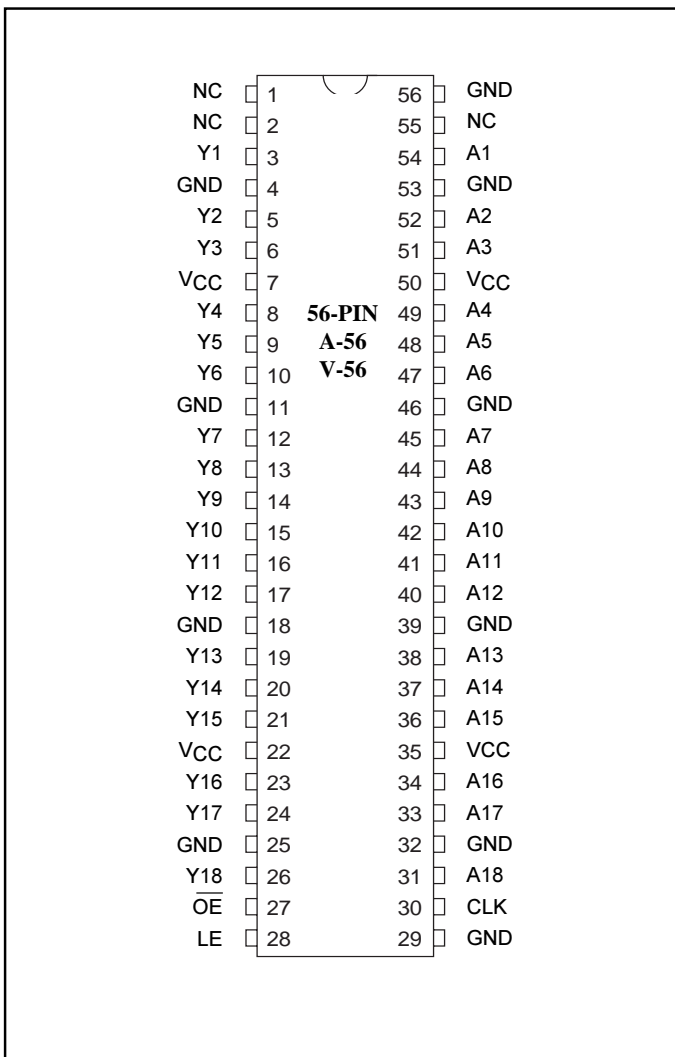 NC 1 56 GND
NC 2 55 NC
Y1 3 54 A1
GND 4 53 GND
Y2 5 52 A2
Y3 6 51 A3
VCC 7 50 VCC
Y4 8 56-PIN 49 A4
Y5 9 A-56 48 A5
Y6 10 V-56 47 A6
GND 11 46 GND
Y7 12 45 A7
Y8 13 44 A8
Y9 14 43 A9
Y10 15 42 A10
Y11 16 41 A11
Y12 17 40 A12
GND 18 39 GND
Y13 19 38 A13
Y14 20 37 A14
Y15 21 36 A15
VCC 22 35 VCC
Y16 23 34 A16
Y17 24 33 A17
GND 25 32 GND
Y18 26 31 A18
O̅E̅ 27 30 CLK
LE 28 29 GND